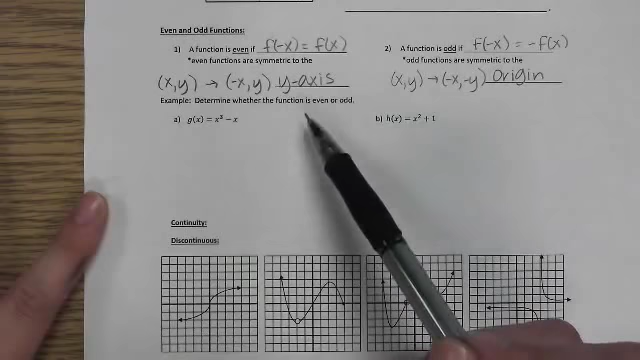 Even and Odd Functions:
1) A function is even if f(-x) = f(x)
*even functions are symmetric to the
(x,y) → (-x,y) y-axis
2) A function is odd if f(-x) = -f(x)
*odd functions are symmetric to the
(x,y) → (-x,-y) origin
Example: Determine whether the function is even or odd.
a) g(x) = x³ − x
b) h(x) = x² + 1
Continuity:
Discontinuous: